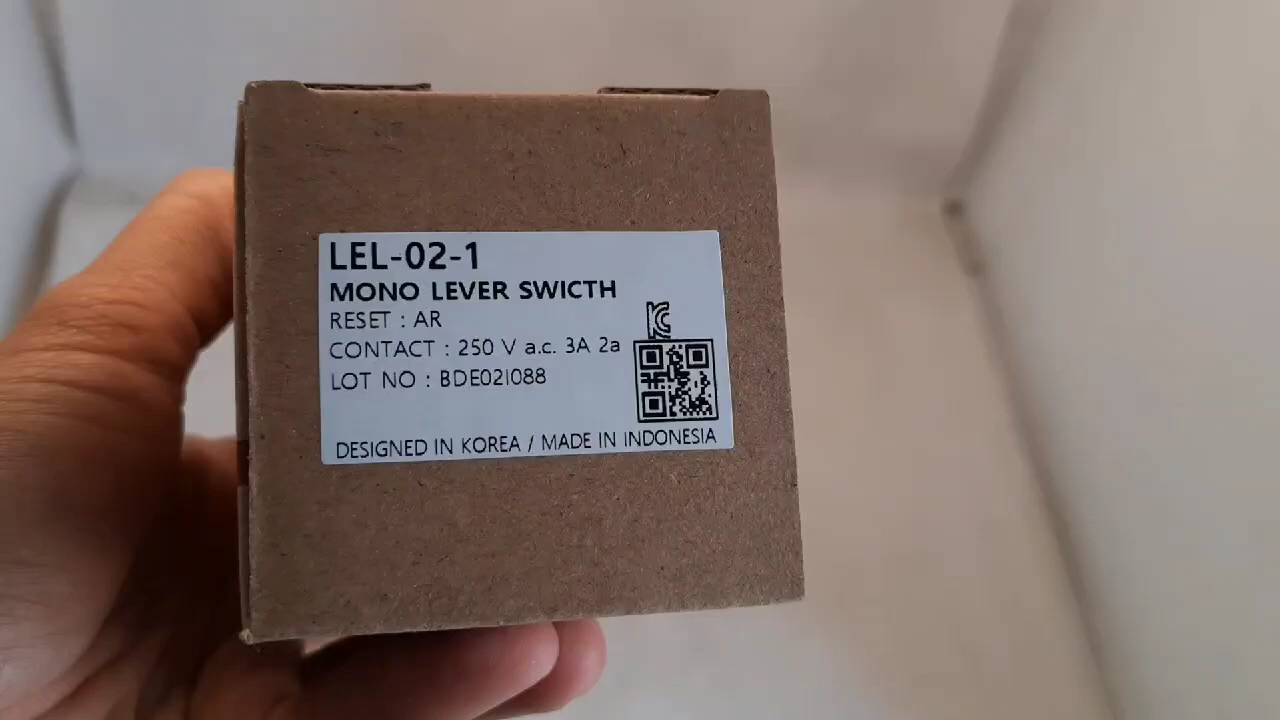 LEL-02-1
MONO LEVER SWICTH
RESET : AR
CONTACT : 250 V a.c. 3A 2a
LOT NO : BDE02I088
DESIGNED IN KOREA / MADE IN INDONESIA